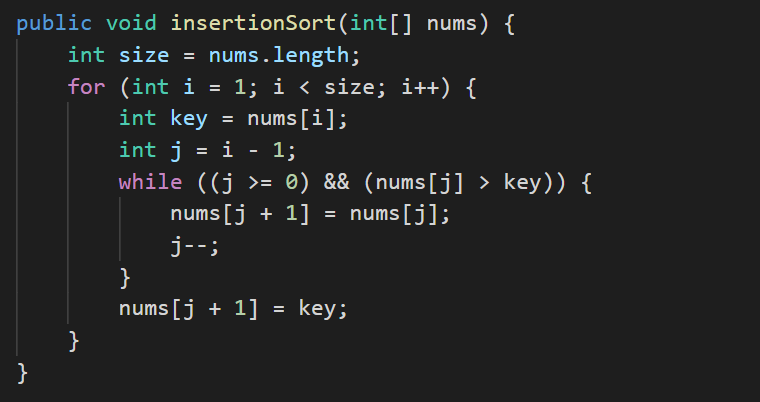 public void insertionSort(int[] nums) {
    int size = nums.length;
    for (int i = 1; i < size; i++) {
        int key = nums[i];
        int j = i - 1;
        while ((j >= 0) && (nums[j] > key)) {
            nums[j + 1] = nums[j];
            j--;
        }
        nums[j + 1] = key;
    }
}